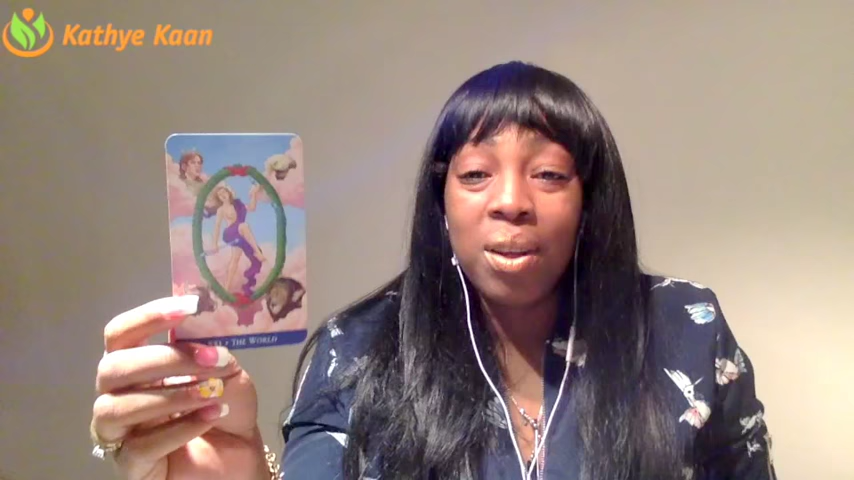 Kathye Kaan
XXI • THE WORLD